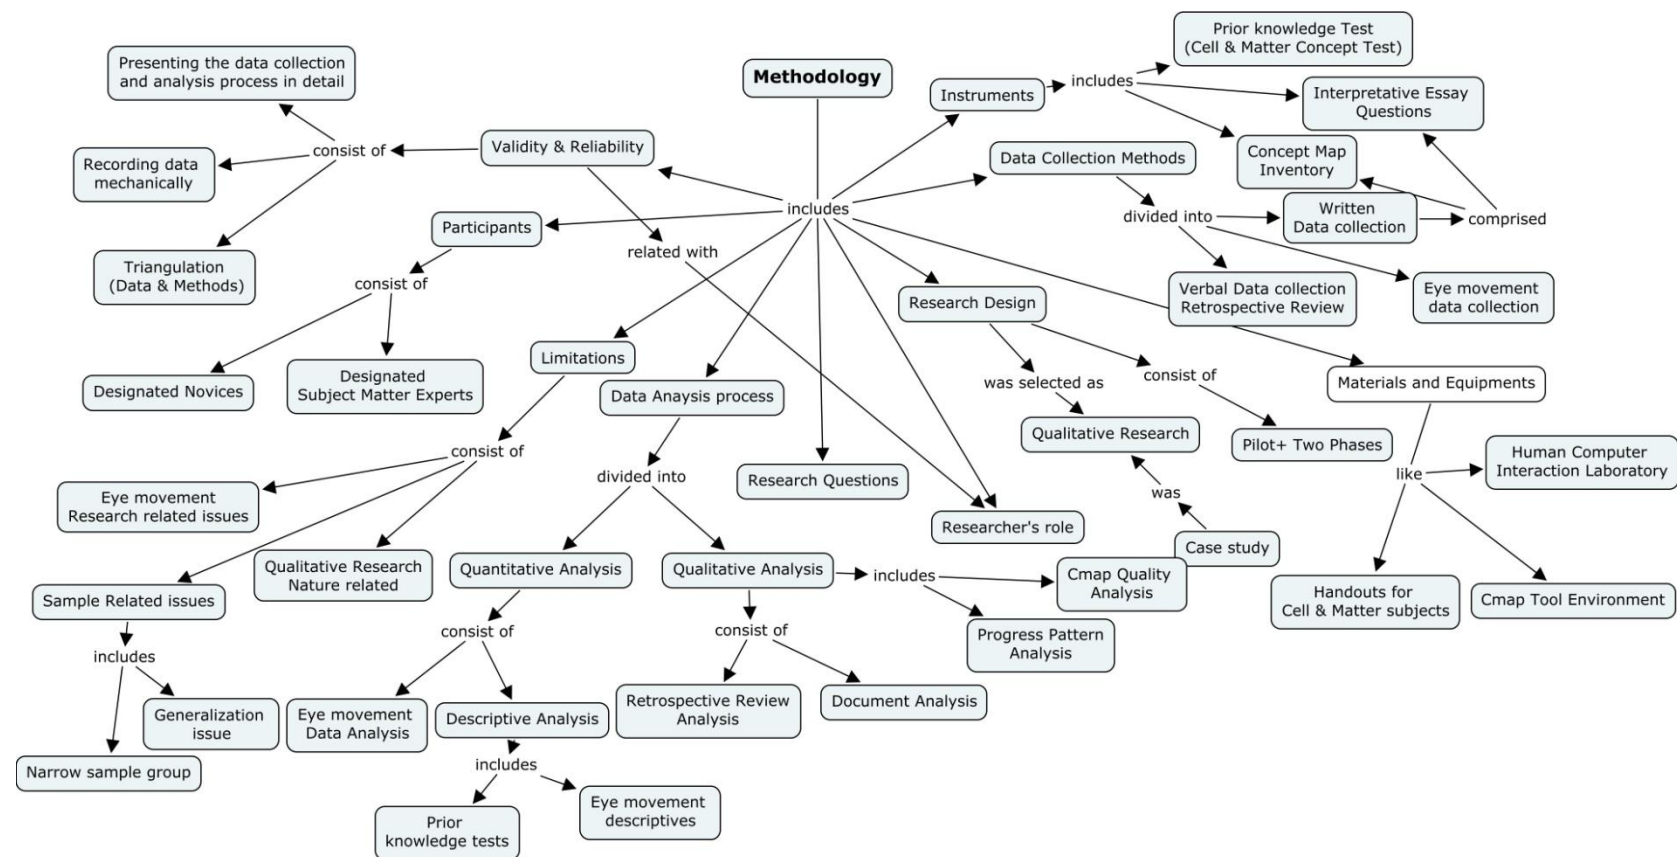 Methodology
includes
Instruments
includes
Prior knowledge Test
(Cell & Matter Concept Test)
Interpretative Essay
Questions
Concept Map
Inventory
Data Collection Methods
divided into
Written
Data collection
comprised
Verbal Data collection
Retrospective Review
Eye movement
data collection
Validity & Reliability
consist of
Presenting the data collection
and analysis process in detail
Recording data
mechanically
Triangulation
(Data & Methods)
related with
Participants
consist of
Designated Novices
Designated
Subject Matter Experts
Limitations
consist of
Eye movement
Research related issues
Qualitative Research
Nature related
Sample Related issues
includes
Generalization
issue
Narrow sample group
Data Anaysis process
divided into
Quantitative Analysis
consist of
Eye movement
Data Analysis
Descriptive Analysis
includes
Prior
knowledge tests
Eye movement
descriptives
Qualitative Analysis
consist of
Retrospective Review
Analysis
Document Analysis
includes
Cmap Quality
Analysis
Progress Pattern
Analysis
Research Questions
Researcher's role
Research Design
was selected as
Qualitative Research
was
Case study
consist of
Pilot+ Two Phases
Materials and Equipments
like
Human Computer
Interaction Laboratory
Handouts for
Cell & Matter subjects
Cmap Tool Environment